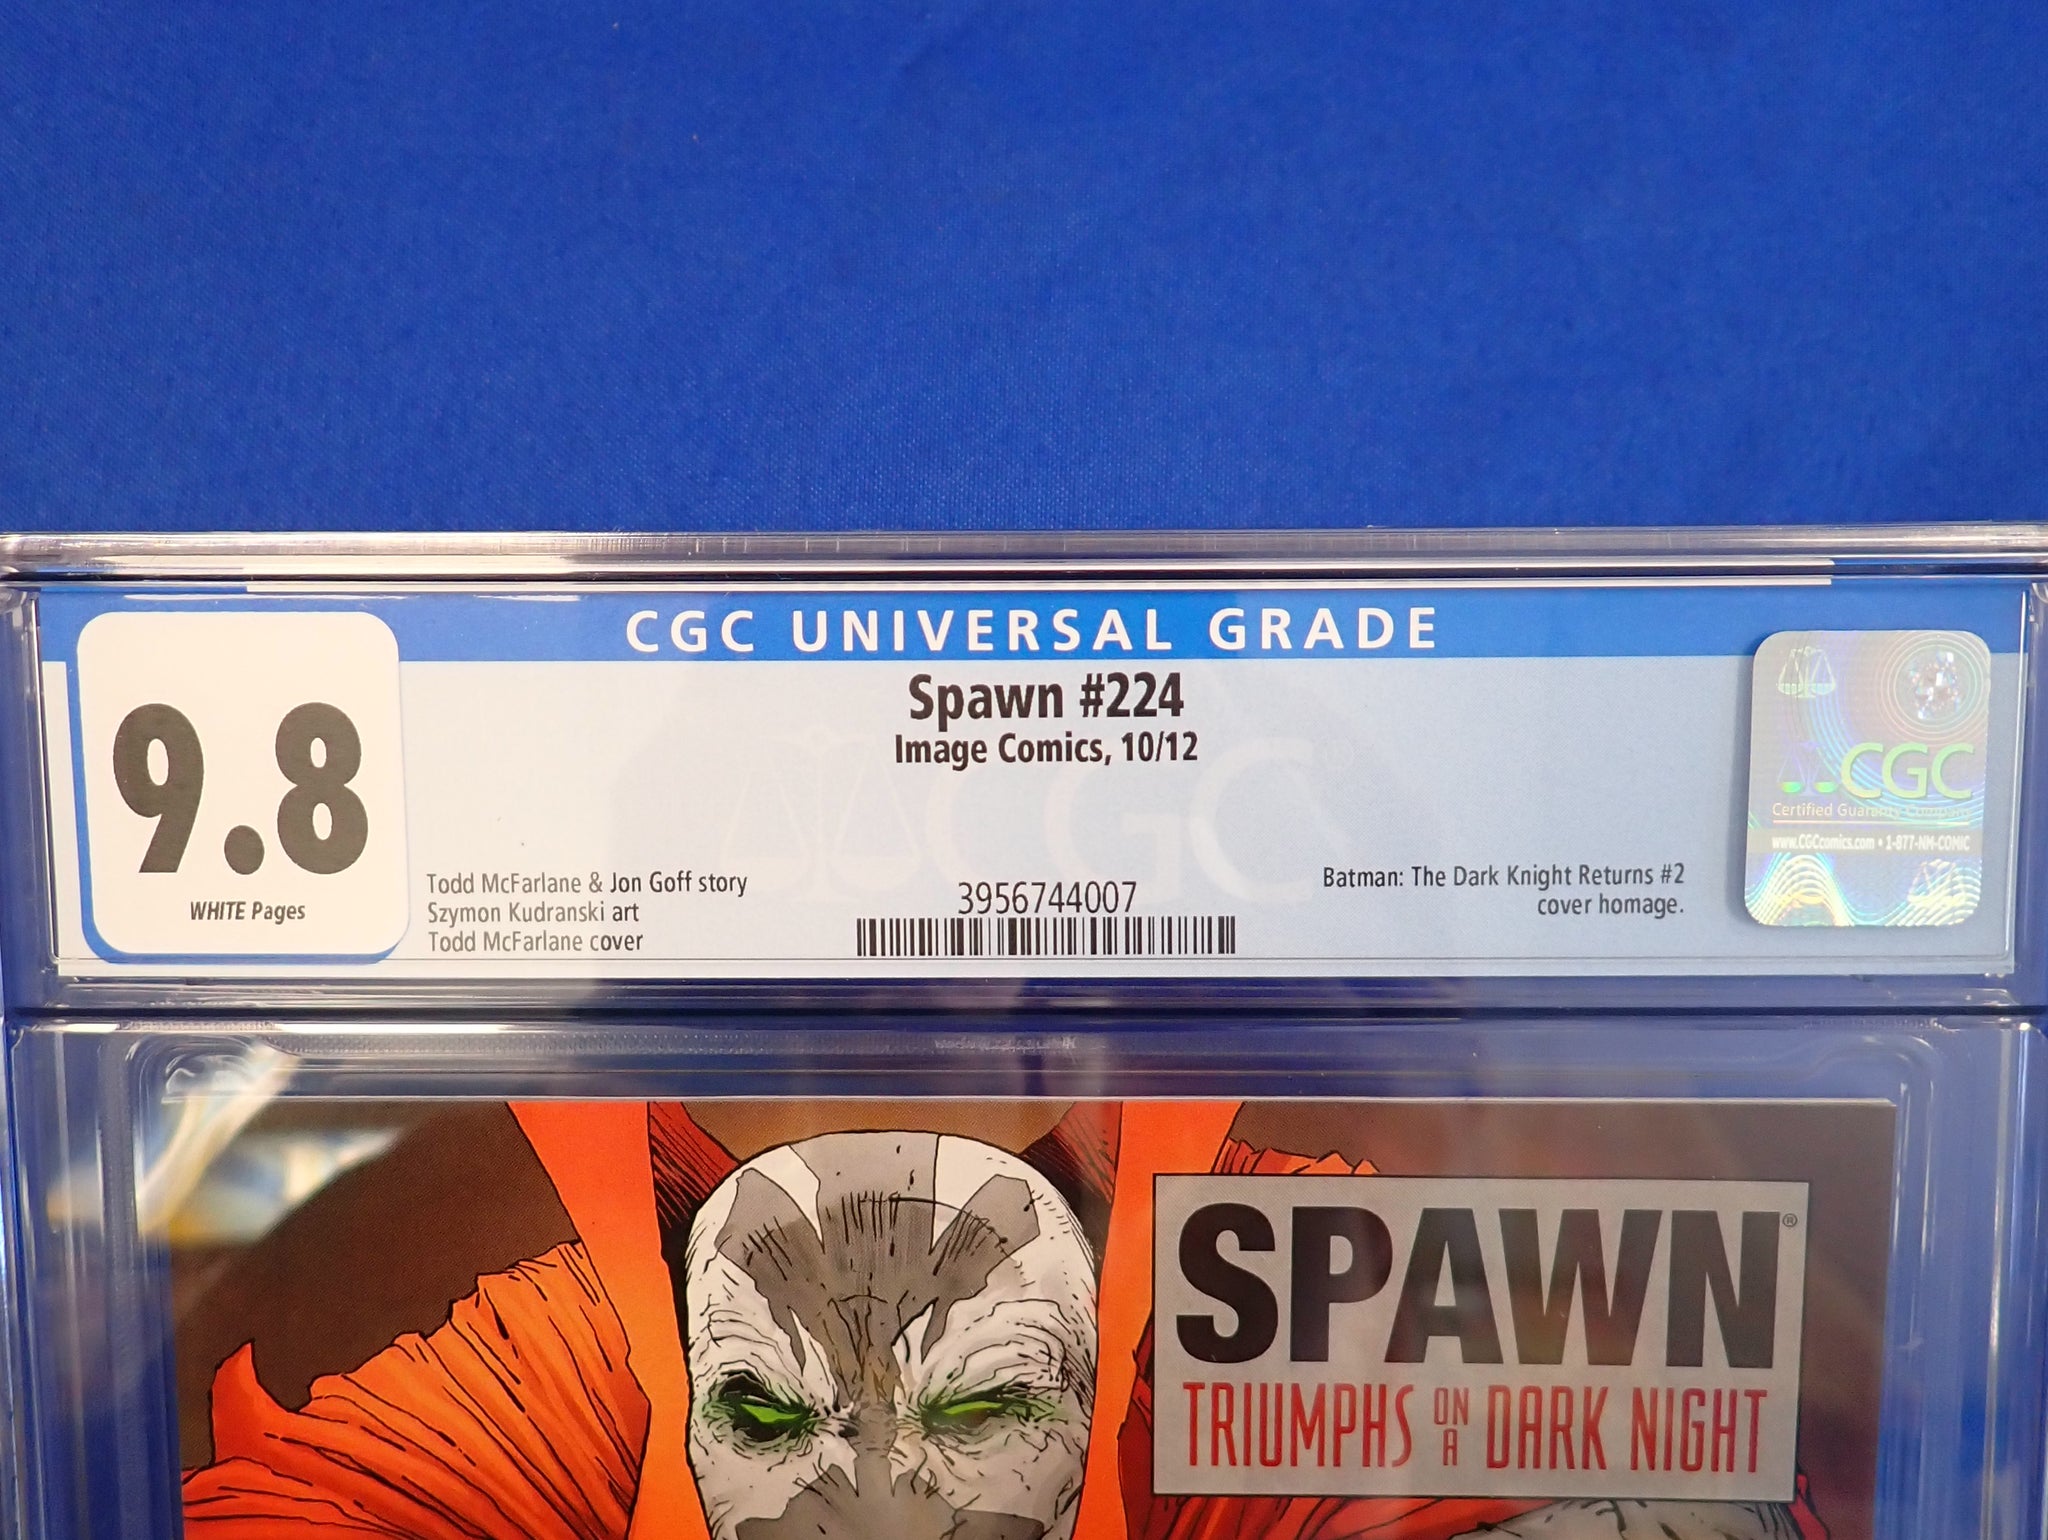 CGC UNIVERSAL GRADE
9.8
WHITE Pages
Spawn #224
Image Comics, 10/12
Todd McFarlane & Jon Goff story
Szymon Kudranski art
Todd McFarlane cover
3956744007
Batman: The Dark Knight Returns #2
cover homage.
CGC
CGC
Certified Guaranty Company
www.CGCcomics.com • 1-877-NM-COMIC
SPAWN®
TRIUMPHS ON A DARK NIGHT